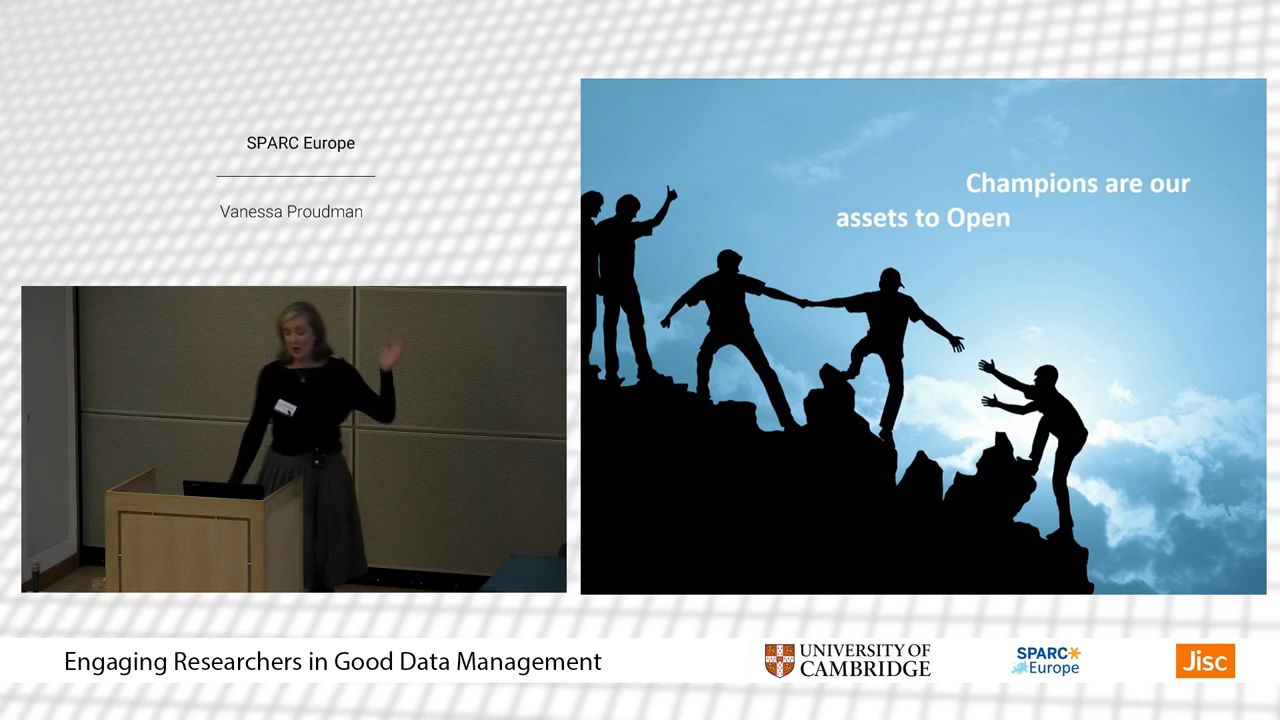 SPARC Europe
Vanessa Proudman
Champions are our
assets to Open
Engaging Researchers in Good Data Management
UNIVERSITY OF
CAMBRIDGE
SPARC
Europe
Jisc